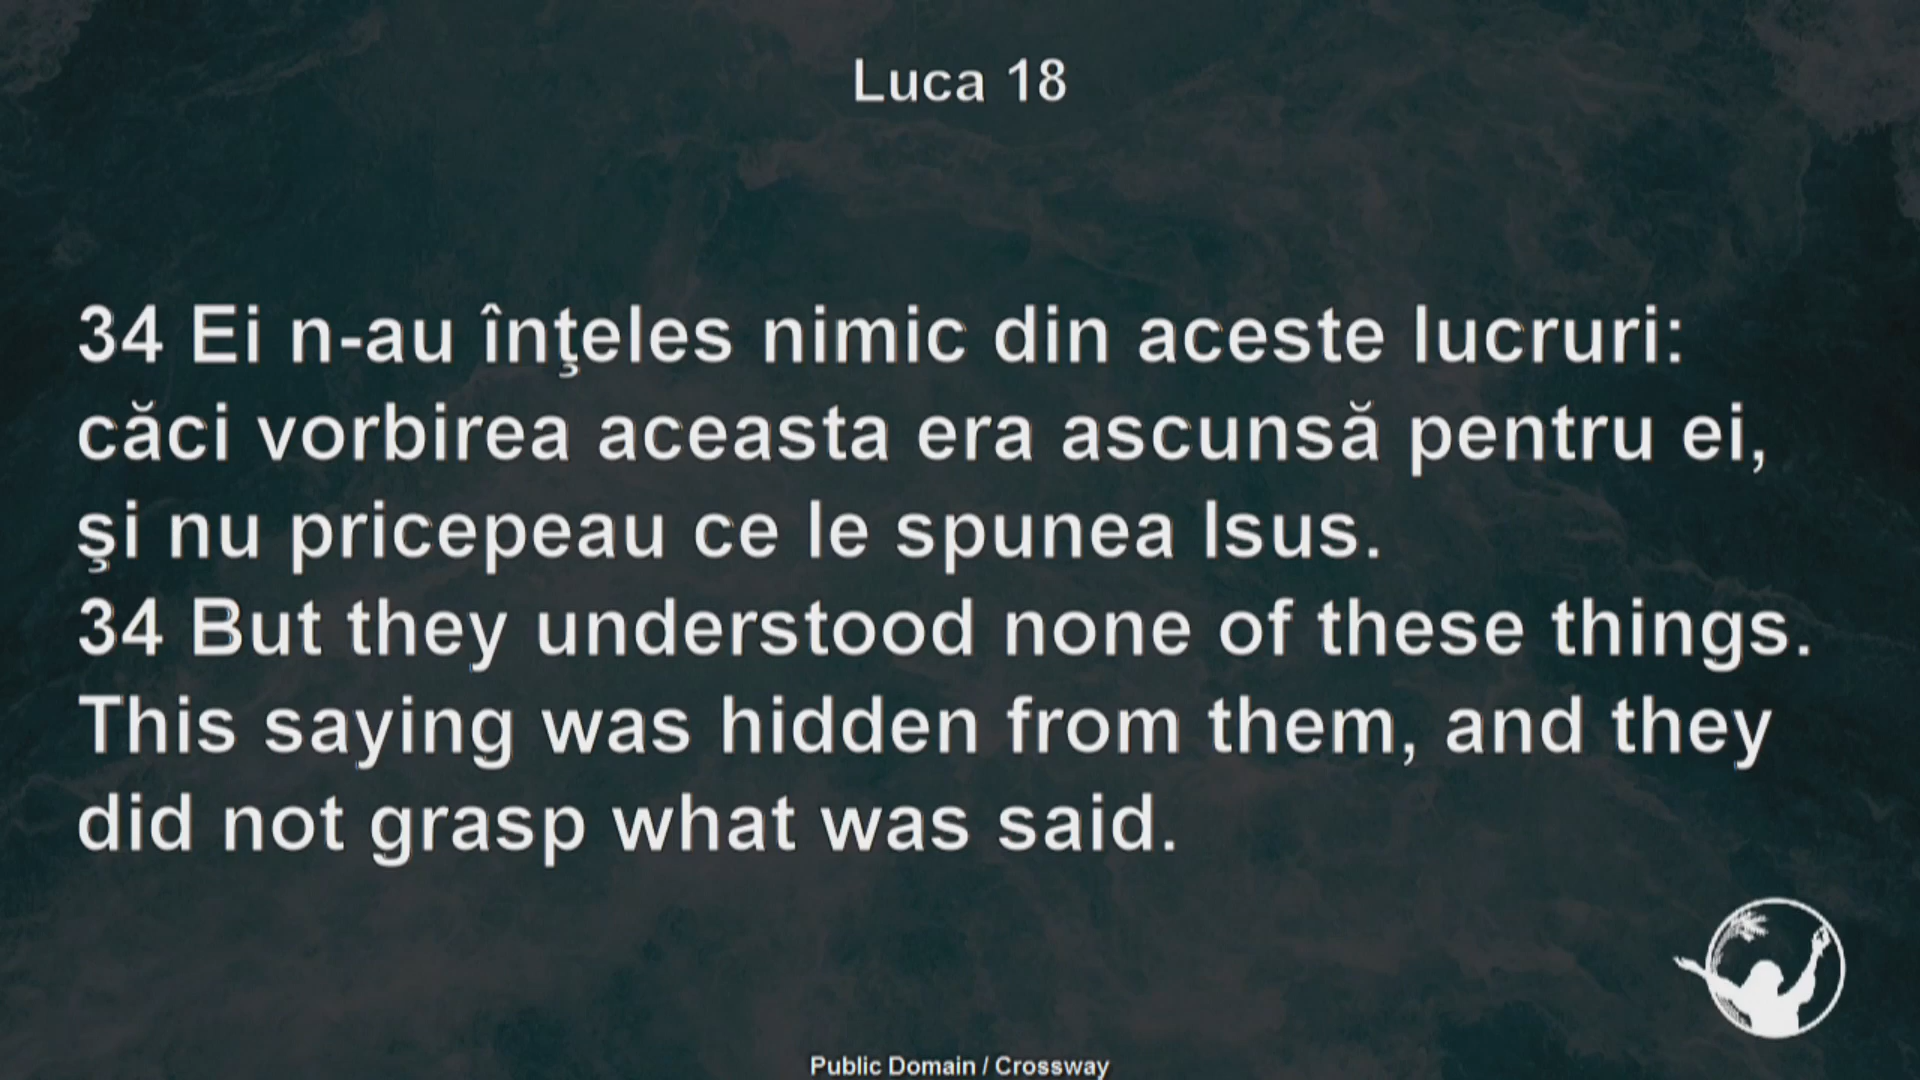 Luca 18
34 Ei n-au înţeles nimic din aceste lucruri:
căci vorbirea aceasta era ascunsă pentru ei,
şi nu pricepeau ce le spunea Isus.
34 But they understood none of these things.
This saying was hidden from them, and they
did not grasp what was said.
Public Domain / Crossway